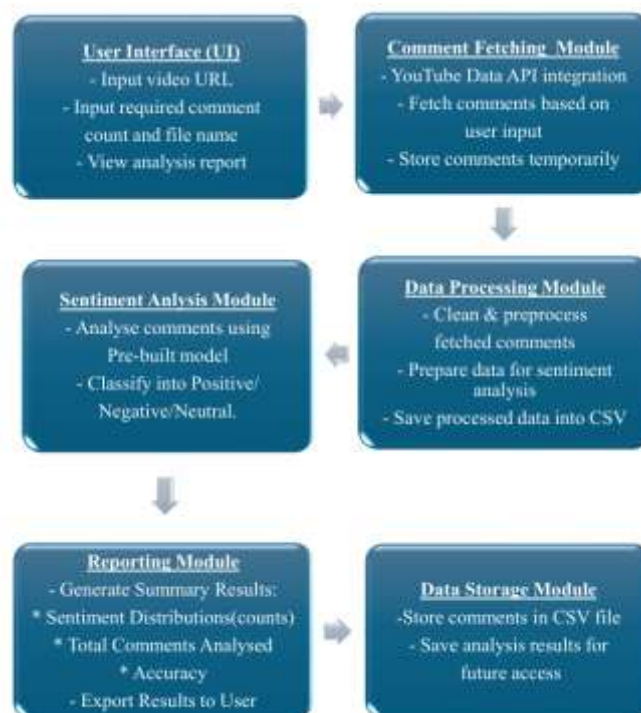 User Interface (UI)
- Input video URL
- Input required comment
count and file name
- View analysis report
Comment Fetching Module
- YouTube Data API integration
- Fetch comments based on
user input
- Store comments temporarily
Data Processing Module
- Clean & preprocess
fetched comments
- Prepare data for sentiment
analysis
- Save processed data into CSV
Sentiment Anlysis Module
- Analyse comments using
Pre-built model
- Classify into Positive/
Negative/Neutral.
Reporting Module
- Generate Summary Results:
* Sentiment Distributions(counts)
* Total Comments Analysed
* Accuracy
- Export Results to User
Data Storage Module
-Store comments in CSV file
- Save analysis results for
future access